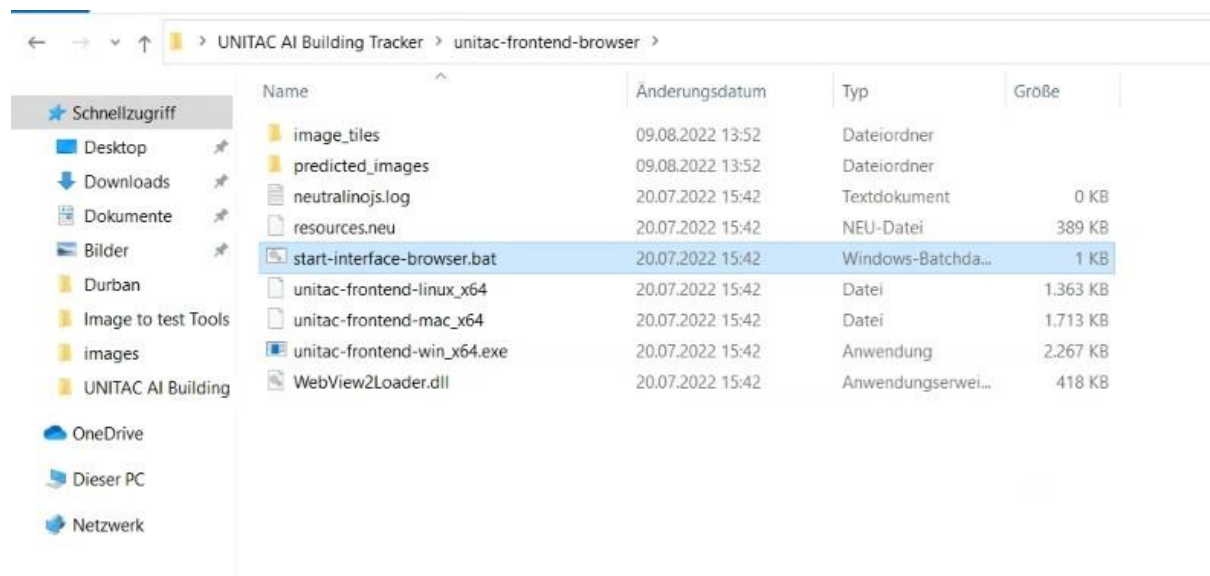 UNITAC AI Building Tracker > unitac-frontend-browser >
Name Änderungsdatum Typ Größe
Schnellzugriff
Desktop
Downloads
Dokumente
Bilder
Durban
Image to test Tools
images
UNITAC AI Building
OneDrive
Dieser PC
Netzwerk
image_tiles 09.08.2022 13:52 Dateiordner
predicted_images 09.08.2022 13:52 Dateiordner
neutralinojs.log 20.07.2022 15:42 Textdokument 0 KB
resources.neu 20.07.2022 15:42 NEU-Datei 389 KB
start-interface-browser.bat 20.07.2022 15:42 Windows-Batchda... 1 KB
unitac-frontend-linux_x64 20.07.2022 15:42 Datei 1.363 KB
unitac-frontend-mac_x64 20.07.2022 15:42 Datei 1.713 KB
unitac-frontend-win_x64.exe 20.07.2022 15:42 Anwendung 2.267 KB
WebView2Loader.dll 20.07.2022 15:42 Anwendungserwei... 418 KB